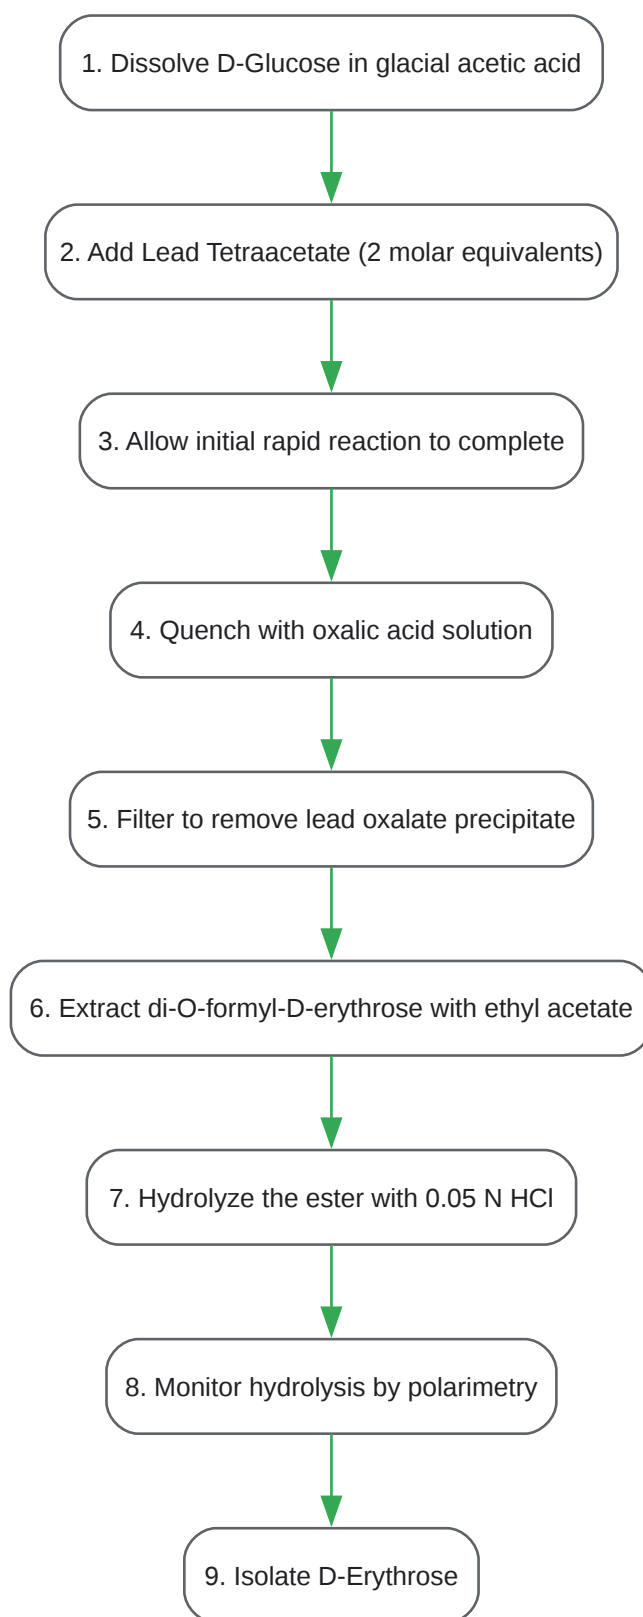 1. Dissolve D-Glucose in glacial acetic acid
2. Add Lead Tetraacetate (2 molar equivalents)
3. Allow initial rapid reaction to complete
4. Quench with oxalic acid solution
5. Filter to remove lead oxalate precipitate
6. Extract di-O-formyl-D-erythrose with ethyl acetate
7. Hydrolyze the ester with 0.05 N HCl
8. Monitor hydrolysis by polarimetry
9. Isolate D-Erythrose